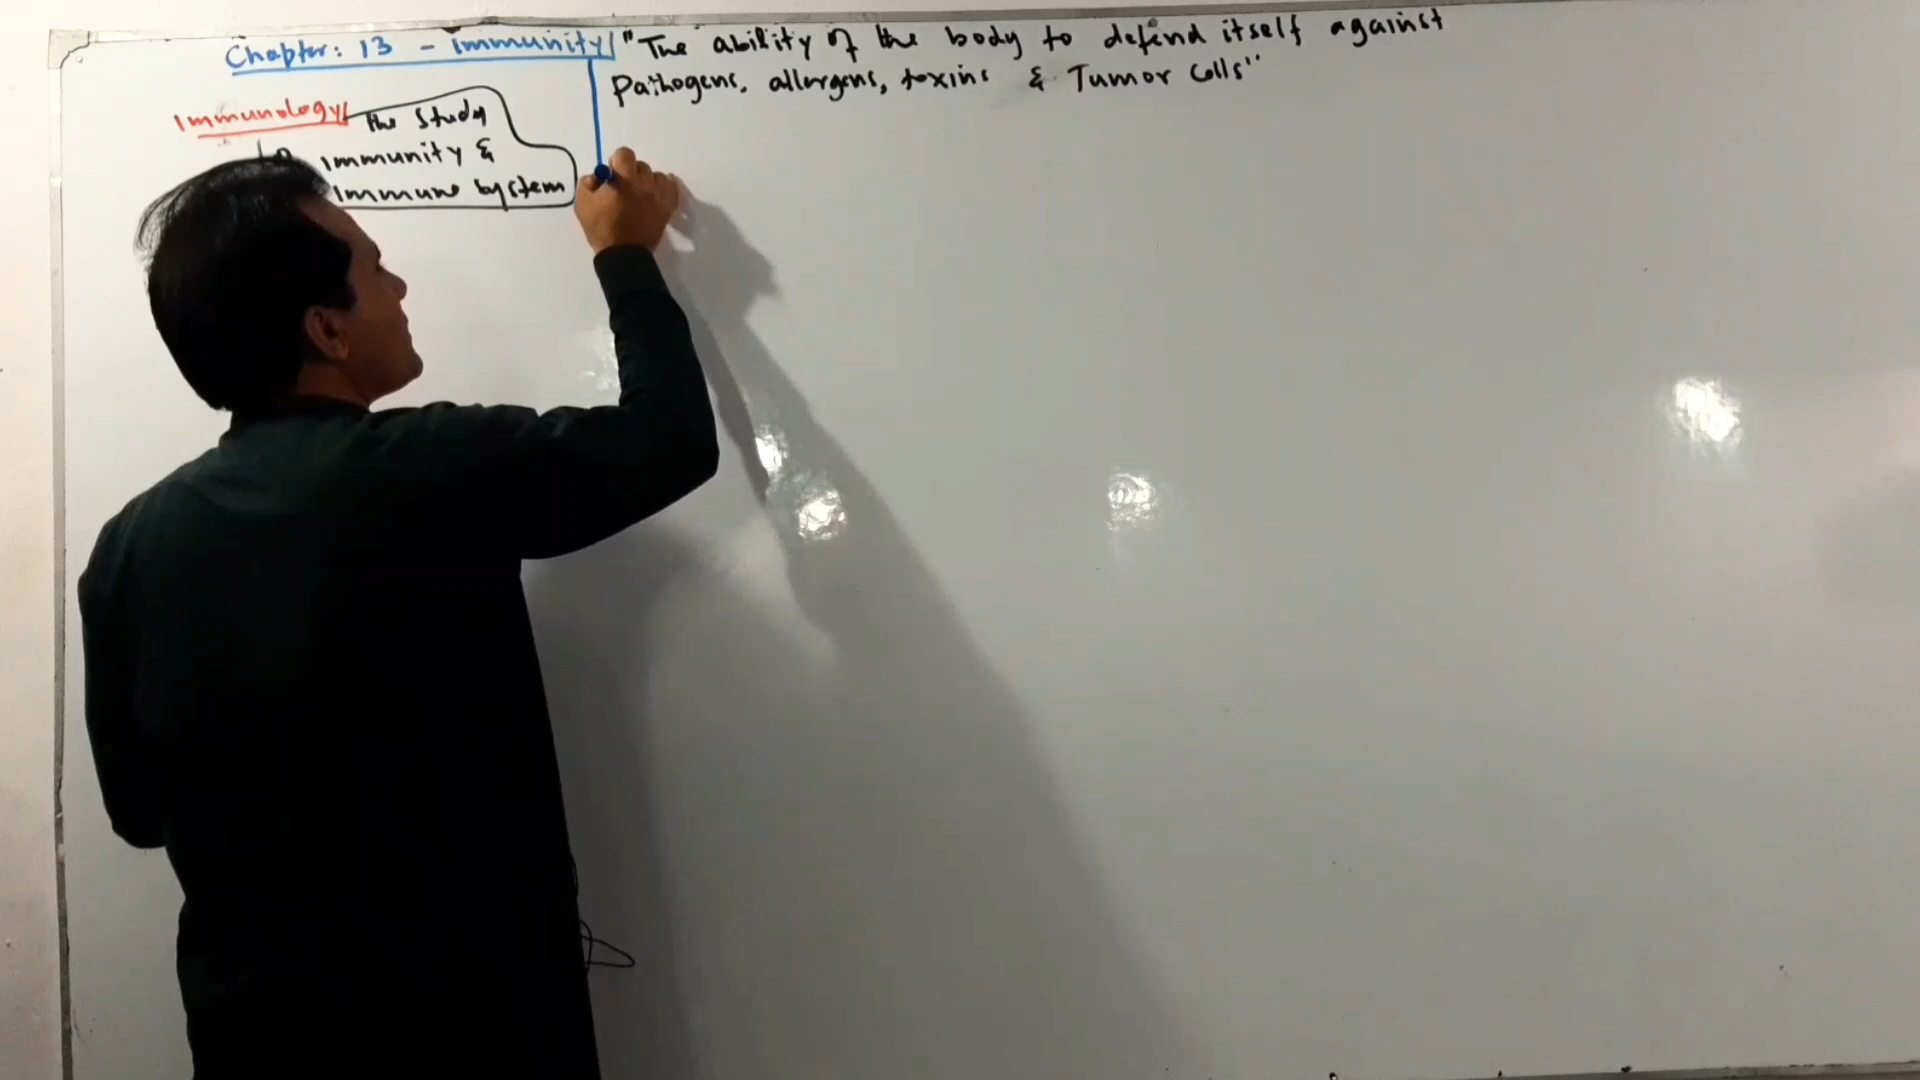 Chapter: 13 - Immunity
"The ability of the body to defend itself against
Pathogens, allergens, toxins & Tumor Cells"
Immunology
the study
immunity &
immune system